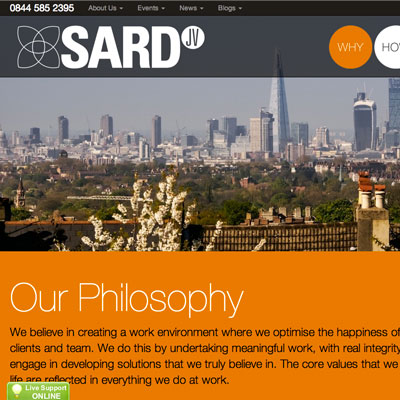 0844 585 2395 About Us Events News Blogs
SARD JV
WHY
HO
Our Philosophy
We believe in creating a work environment where we optimise the happiness of
clients and team. We do this by undertaking meaningful work, with real integrity
engage in developing solutions that we truly believe in. The core values that we
life are reflected in everything we do at work.
Live Support
ONLINE